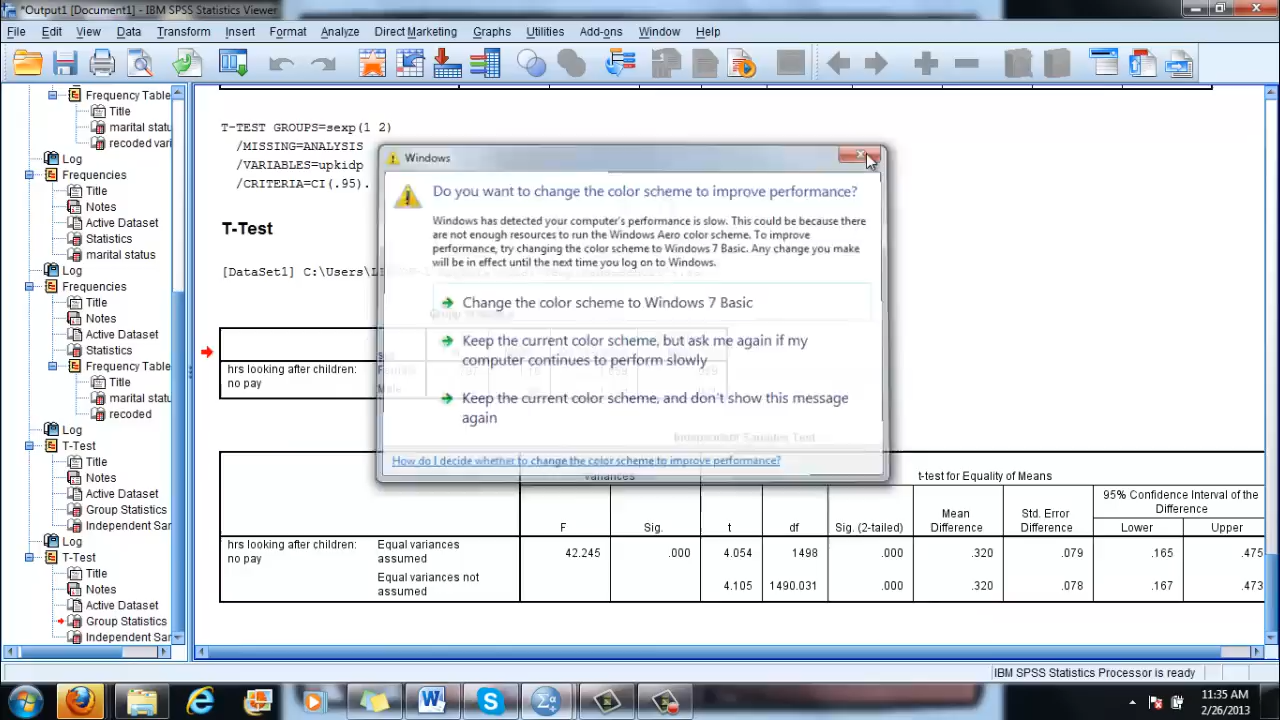 *Output1 [Document1] - IBM SPSS Statistics Viewer
File Edit View Data Transform Insert Format Analyze Direct Marketing Graphs Utilities Add-ons Window Help
Frequency Table
Title
marital statu
recoded vari
Log
Frequencies
Title
Notes
Active Dataset
Statistics
marital status
Log
Frequencies
Title
Notes
Active Dataset
Statistics
Frequency Table
Title
marital statu
recoded
Log
T-Test
Title
Notes
Active Dataset
Group Statistics
Independent Sa
Log
T-Test
Title
Notes
Active Dataset
Group Statistics
Independent Sa
T-TEST GROUPS=sexp(1 2)
/MISSING=ANALYSIS
/VARIABLES=upkidp
/CRITERIA=CI(.95).
T-Test
[DataSet1] C:\Users\L
hrs looking after children:
no pay
Windows
Do you want to change the color scheme to improve performance?
Windows has detected your computer's performance is slow. This could be because there
are not enough resources to run the Windows Aero color scheme. To improve
performance, try changing the color scheme to Windows 7 Basic. Any change you make
will be in effect until the next time you log on to Windows.
Change the color scheme to Windows 7 Basic
Keep the current color scheme, but ask me again if my
computer continues to perform slowly
Keep the current color scheme, and don't show this message
again
How do I decide whether to change the color scheme to improve performance?
Independent Samples Test
Variances t-test for Equality of Means
95% Confidence Interval of the
Difference
F Sig. t df Sig. (2-tailed) Mean Difference Std. Error Difference Lower Upper
hrs looking after children: no pay Equal variances assumed 42.245 .000 4.054 1498 .000 .320 .079 .165 .475
Equal variances not assumed 4.105 1490.031 .000 .320 .078 .167 .473
IBM SPSS Statistics Processor is ready
11:35 AM
2/26/2013